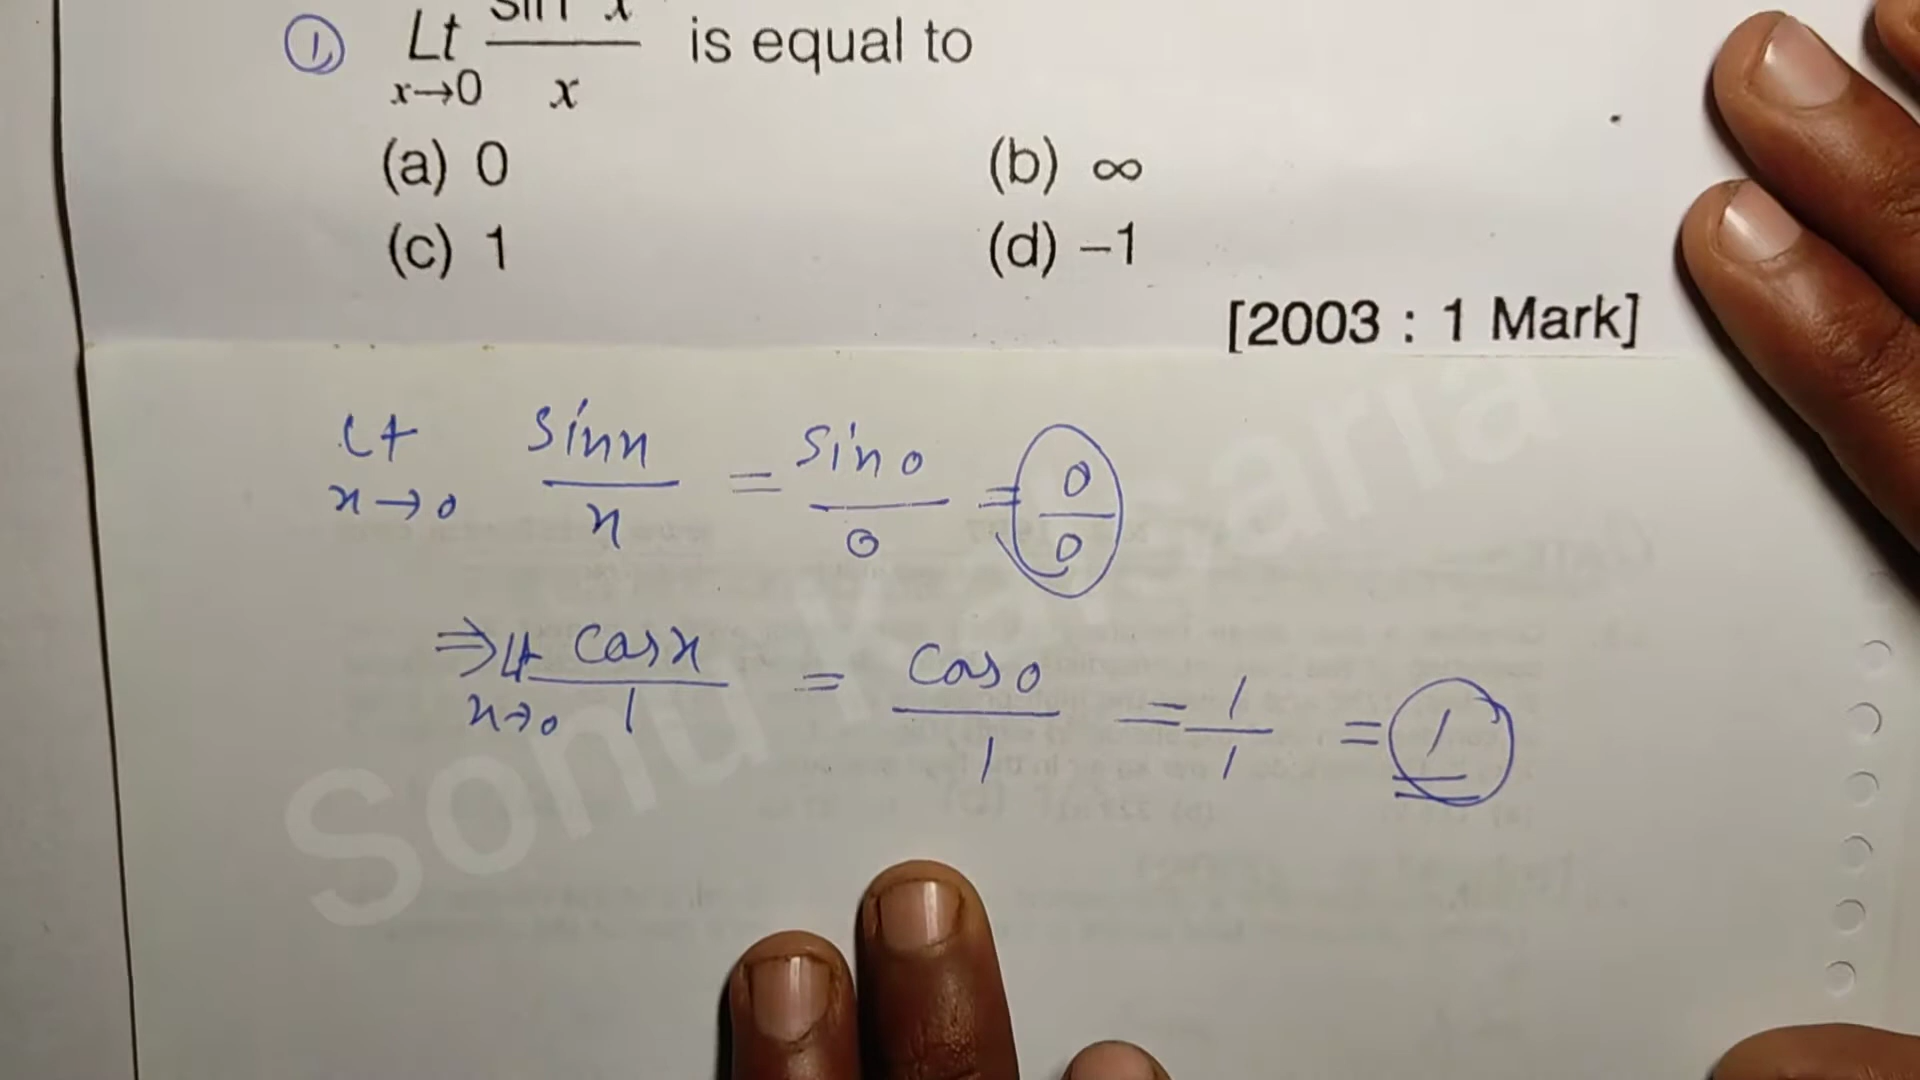 ① Lt sin x
x→0 x is equal to
(a) 0 (b) ∞
(c) 1 (d) –1
[2003 : 1 Mark]
Lt sinx = sin0 = 0
x→0 x 0 0
⇒ Lt cosx = cos0 = 1 = 1
x→0 1 1 1
Sonu